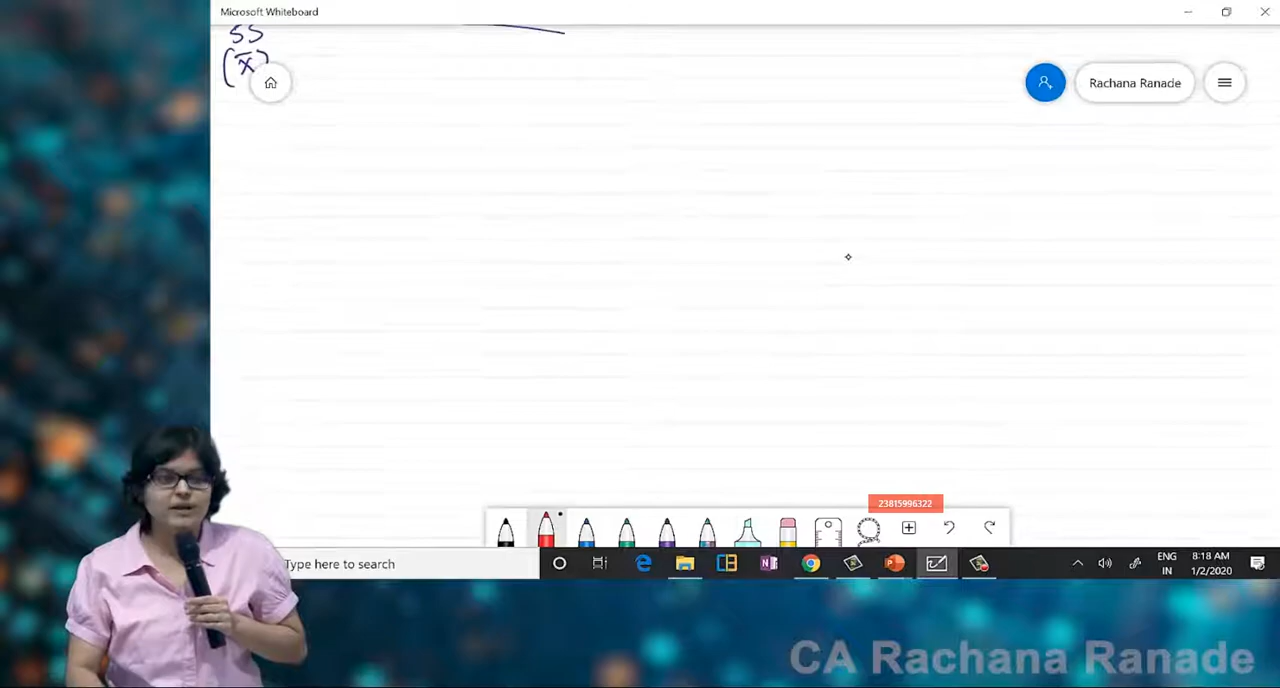 Microsoft Whiteboard
55
(x̄)
Rachana Ranade
23815996322
Type here to search
ENG
IN
8:18 AM
1/2/2020
CA Rachana Ranade